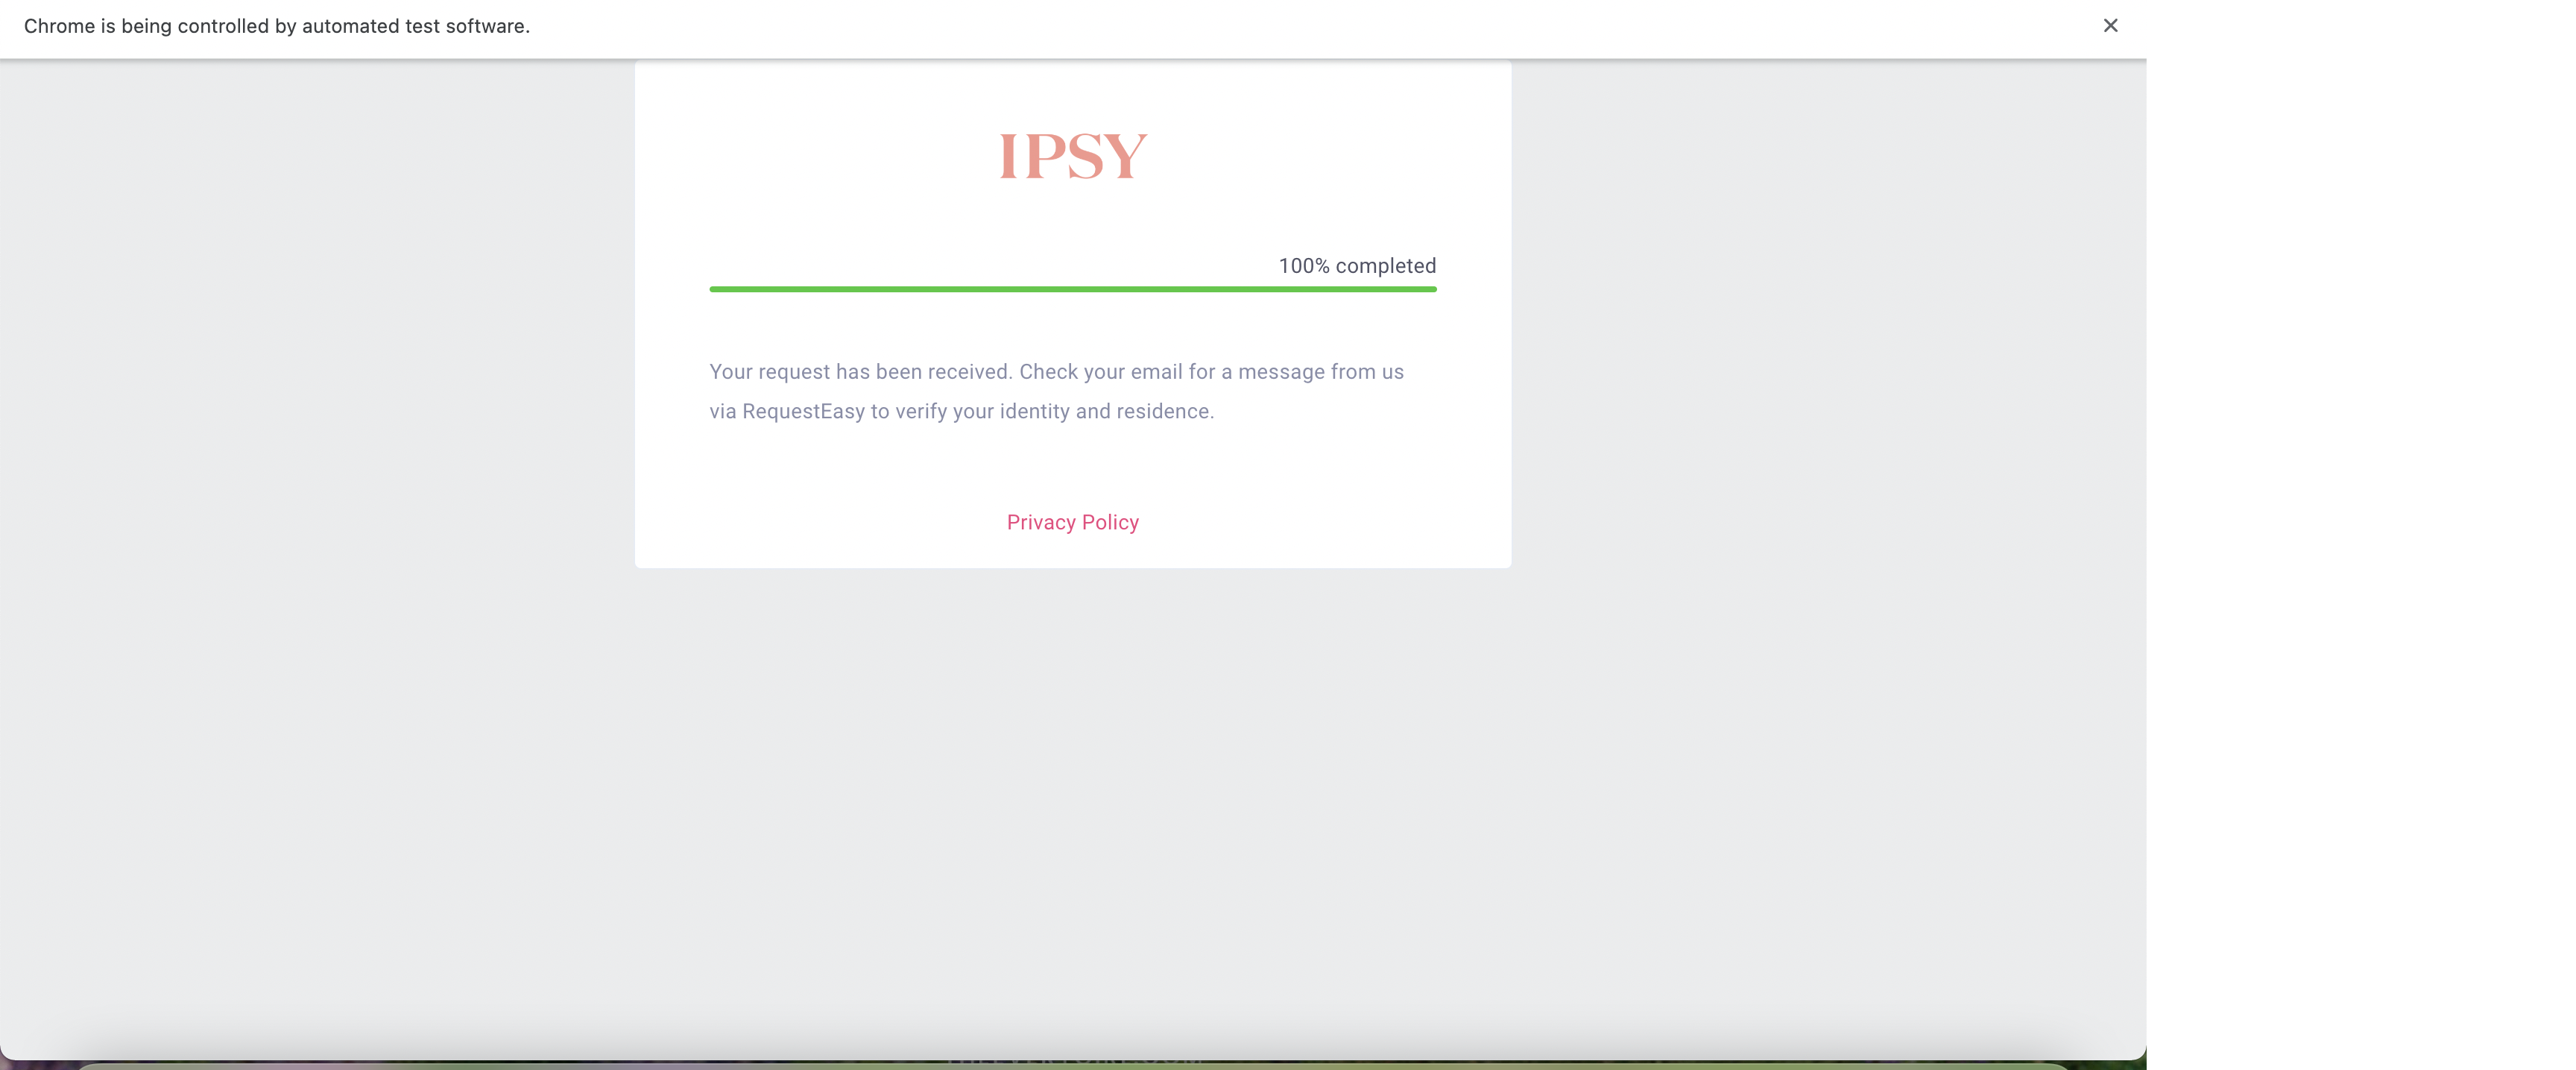 Chrome is being controlled by automated test software.
IPSY
100% completed
Your request has been received. Check your email for a message from us
via RequestEasy to verify your identity and residence.
Privacy Policy